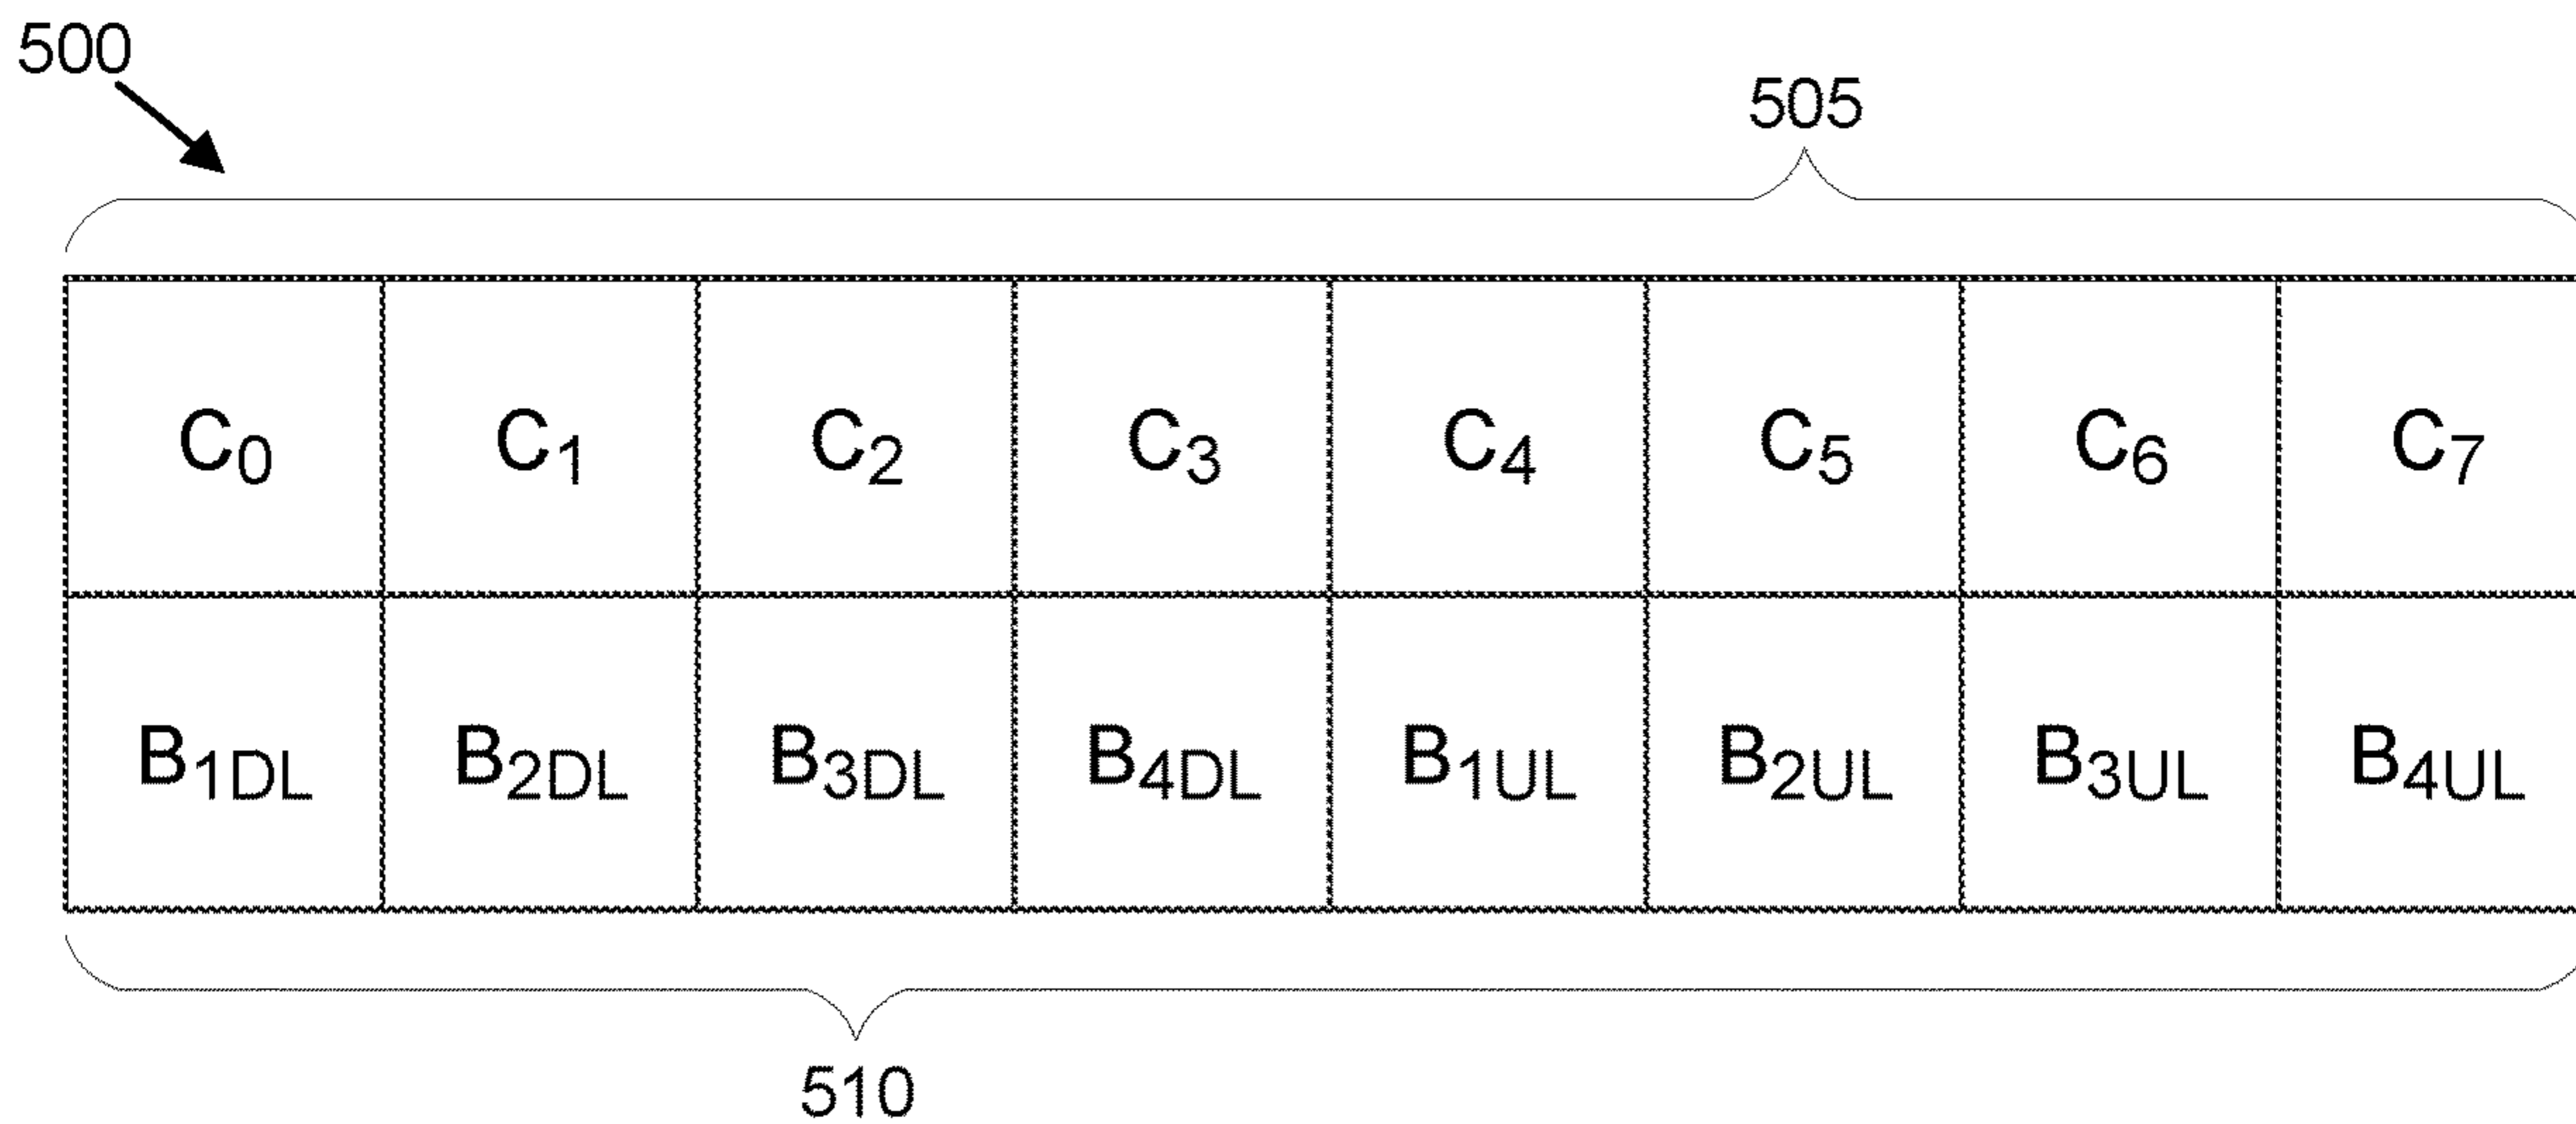 500
505
C0 C1 C2 C3 C4 C5 C6 C7
B1DL B2DL B3DL B4DL B1UL B2UL B3UL B4UL
510